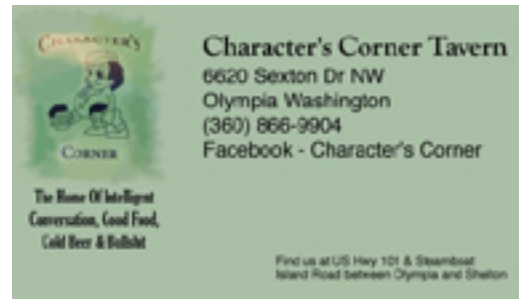 CHARACTER'S
CORNER
The Home Of Intelligent
Conversation, Good Food,
Cold Beer & Bullshit
Character's Corner Tavern
6620 Sexton Dr NW
Olympia Washington
(360) 866-9904
Facebook - Character's Corner
Find us at US Hwy 101 & Steamboat
Island Road between Olympia and Shelton